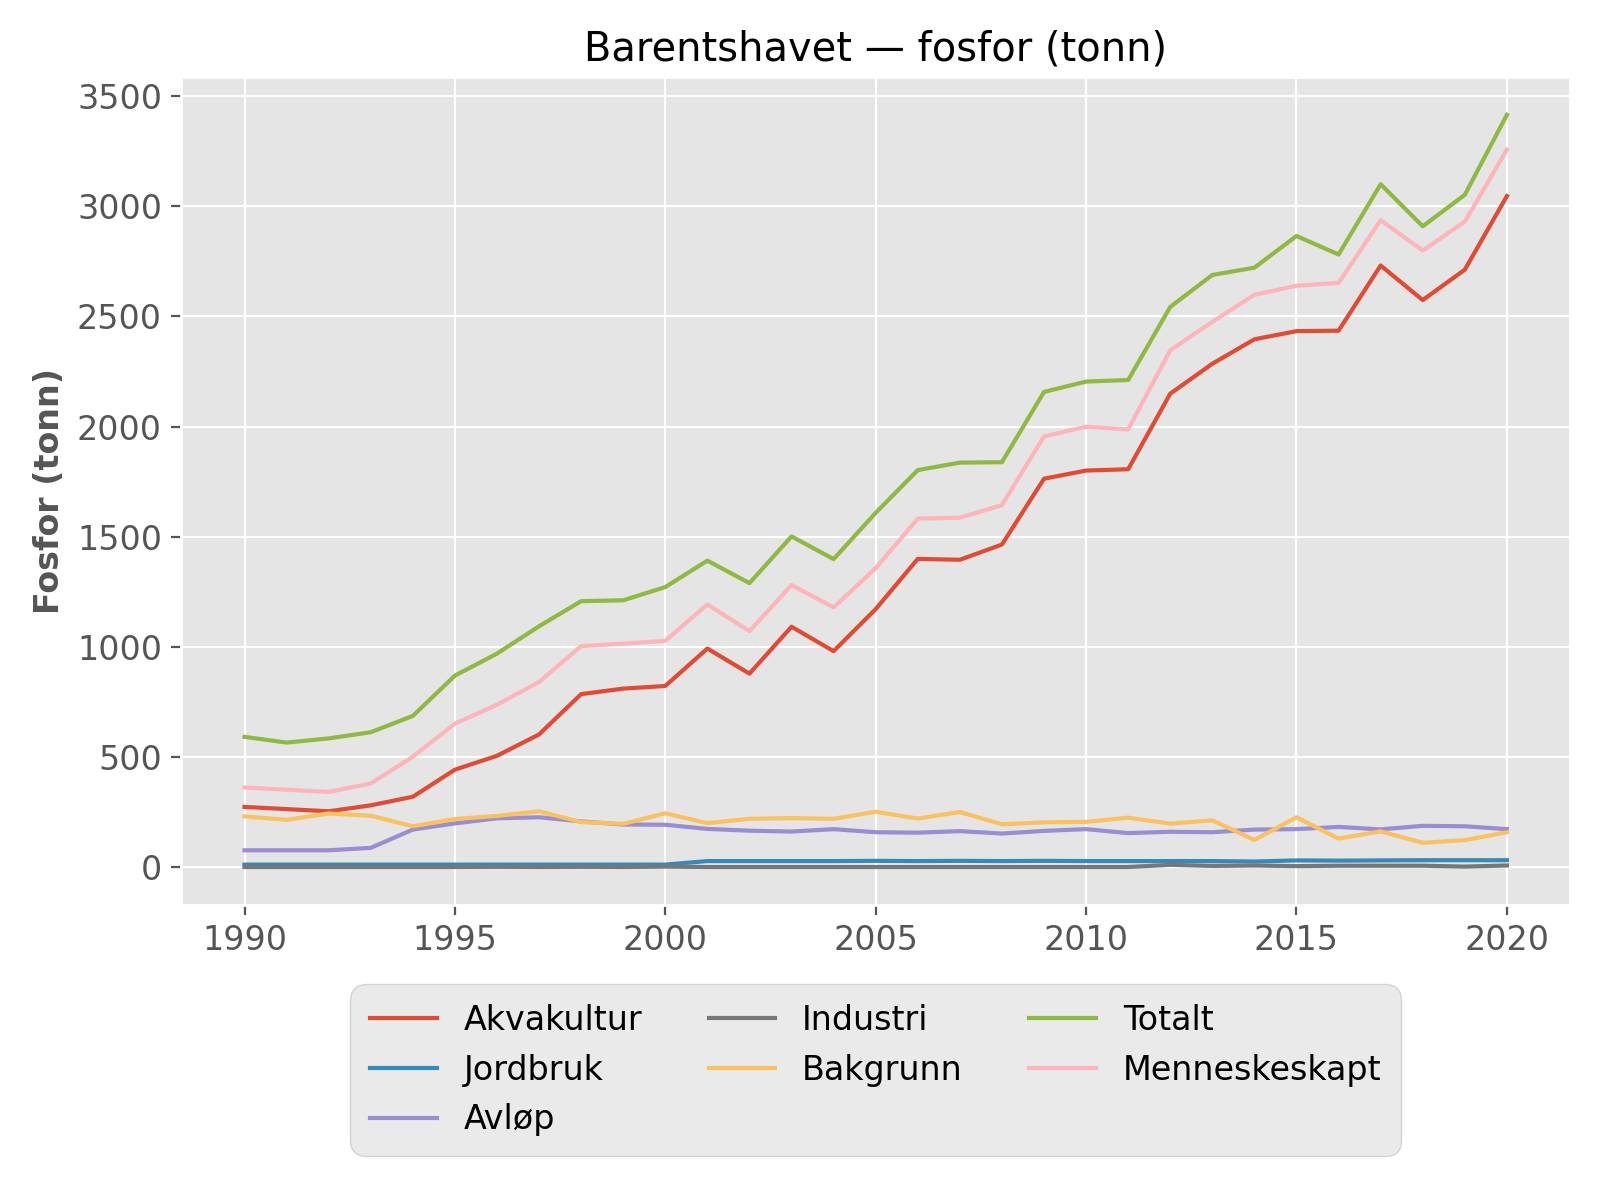 Barentshavet — fosfor (tonn)
Fosfor (tonn)
3500
3000
2500
2000
1500
1000
500
0
1990 1995 2000 2005 2010 2015 2020
Akvakultur Industri Totalt
Jordbruk Bakgrunn Menneskeskapt
Avløp